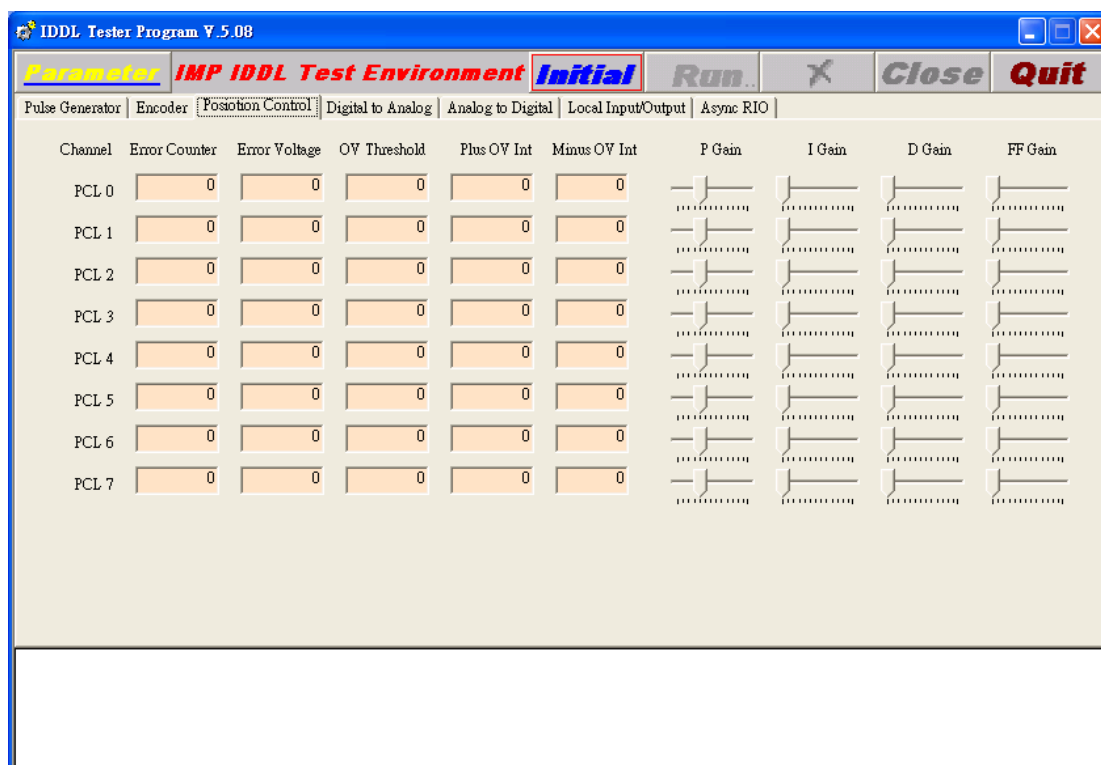 IDDL Tester Program V.5.08
Parameter IMP IDDL Test Environment Initial Run.. Close Quit
Pulse Generator Encoder Posiotion Control Digital to Analog Analog to Digital Local Input/Output Async RIO
Channel Error Counter Error Voltage OV Threshold Plus OV Int Minus OV Int P Gain I Gain D Gain FF Gain
PCL 0 0 0 0 0 0
PCL 1 0 0 0 0 0
PCL 2 0 0 0 0 0
PCL 3 0 0 0 0 0
PCL 4 0 0 0 0 0
PCL 5 0 0 0 0 0
PCL 6 0 0 0 0 0
PCL 7 0 0 0 0 0